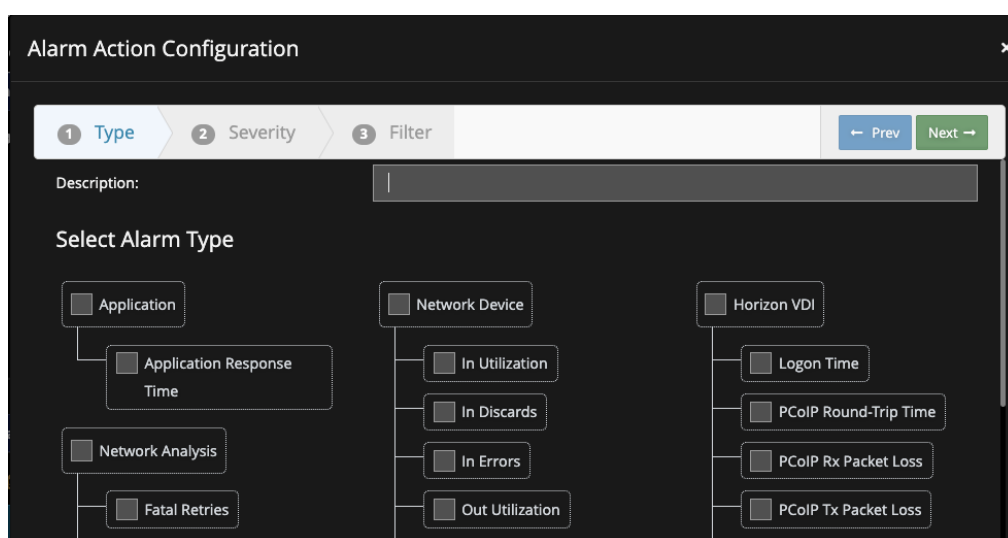 Alarm Action Configuration
×
1 Type 2 Severity 3 Filter ← Prev Next →
Description:
Select Alarm Type
Application
Application Response
Time
Network Analysis
Fatal Retries
Network Device
In Utilization
In Discards
In Errors
Out Utilization
Horizon VDI
Logon Time
PCoIP Round-Trip Time
PCoIP Rx Packet Loss
PCoIP Tx Packet Loss